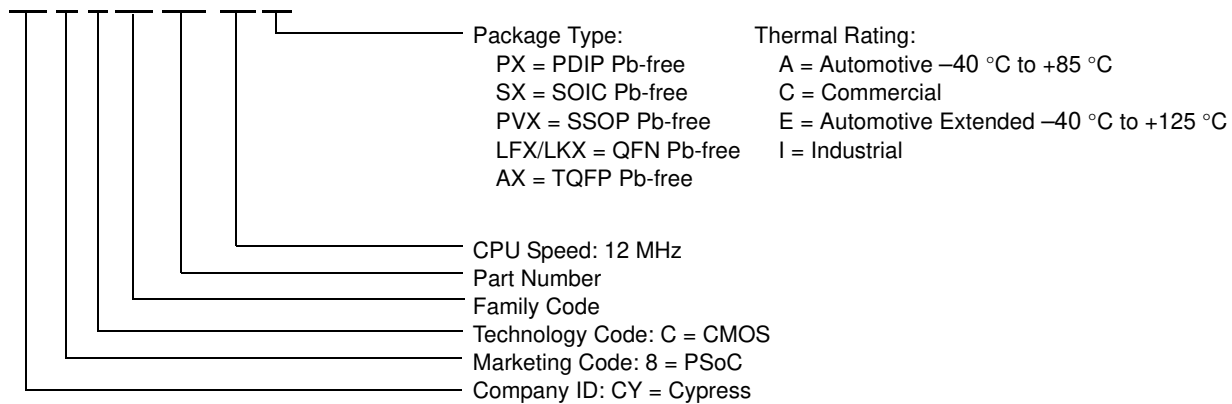 Package Type: Thermal Rating:
PX = PDIP Pb-free A = Automotive –40 °C to +85 °C
SX = SOIC Pb-free C = Commercial
PVX = SSOP Pb-free E = Automotive Extended –40 °C to +125 °C
LFX/LKX = QFN Pb-free I = Industrial
AX = TQFP Pb-free
CPU Speed: 12 MHz
Part Number
Family Code
Technology Code: C = CMOS
Marketing Code: 8 = PSoC
Company ID: CY = Cypress